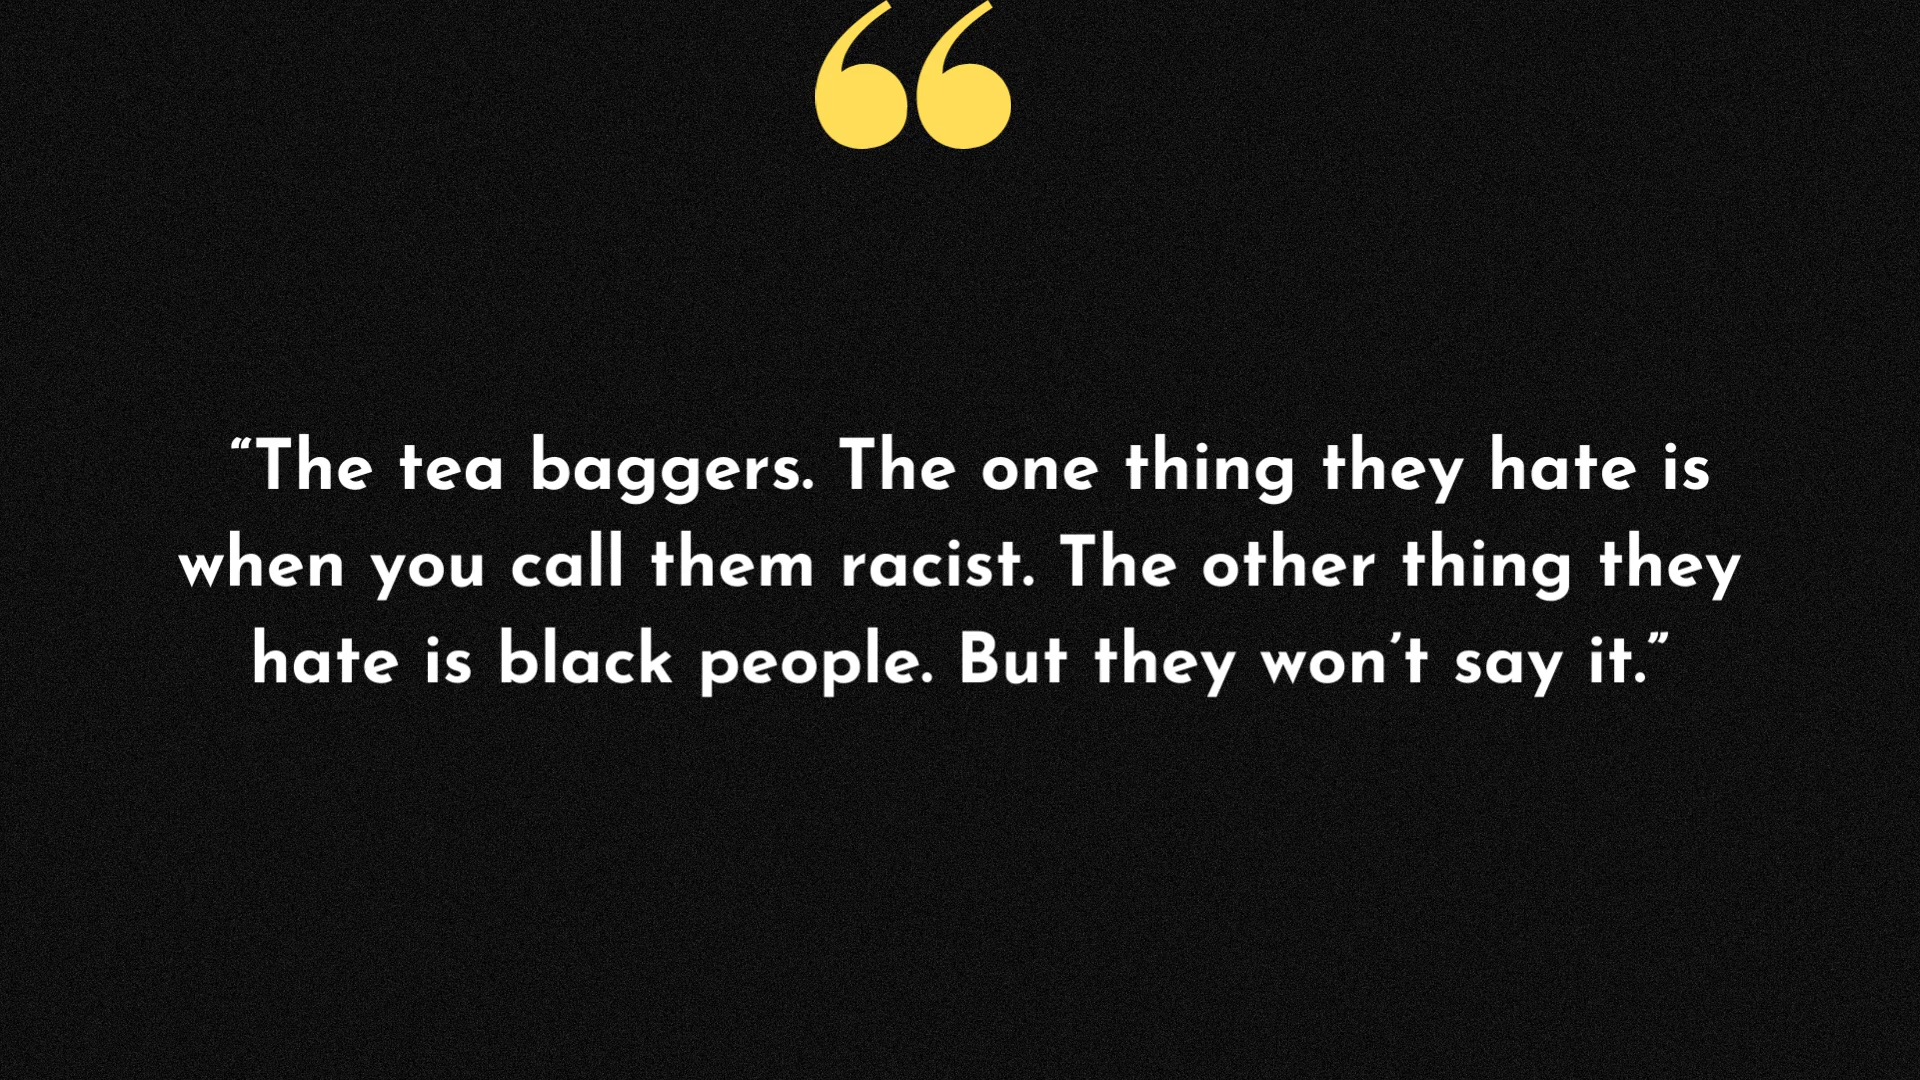 “
“The tea baggers. The one thing they hate is
when you call them racist. The other thing they
hate is black people. But they won’t say it.”